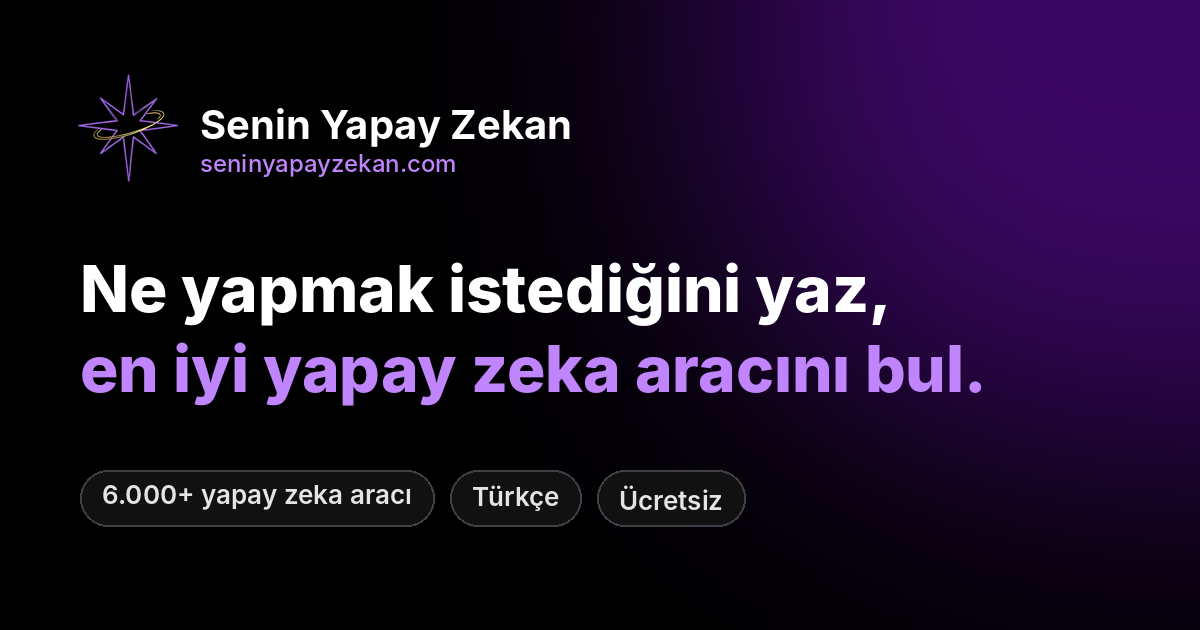 Senin Yapay Zekan
seninyapayzekan.com
Ne yapmak istediğini yaz,
en iyi yapay zeka aracını bul.
6.000+ yapay zeka aracı
Türkçe
Ücretsiz